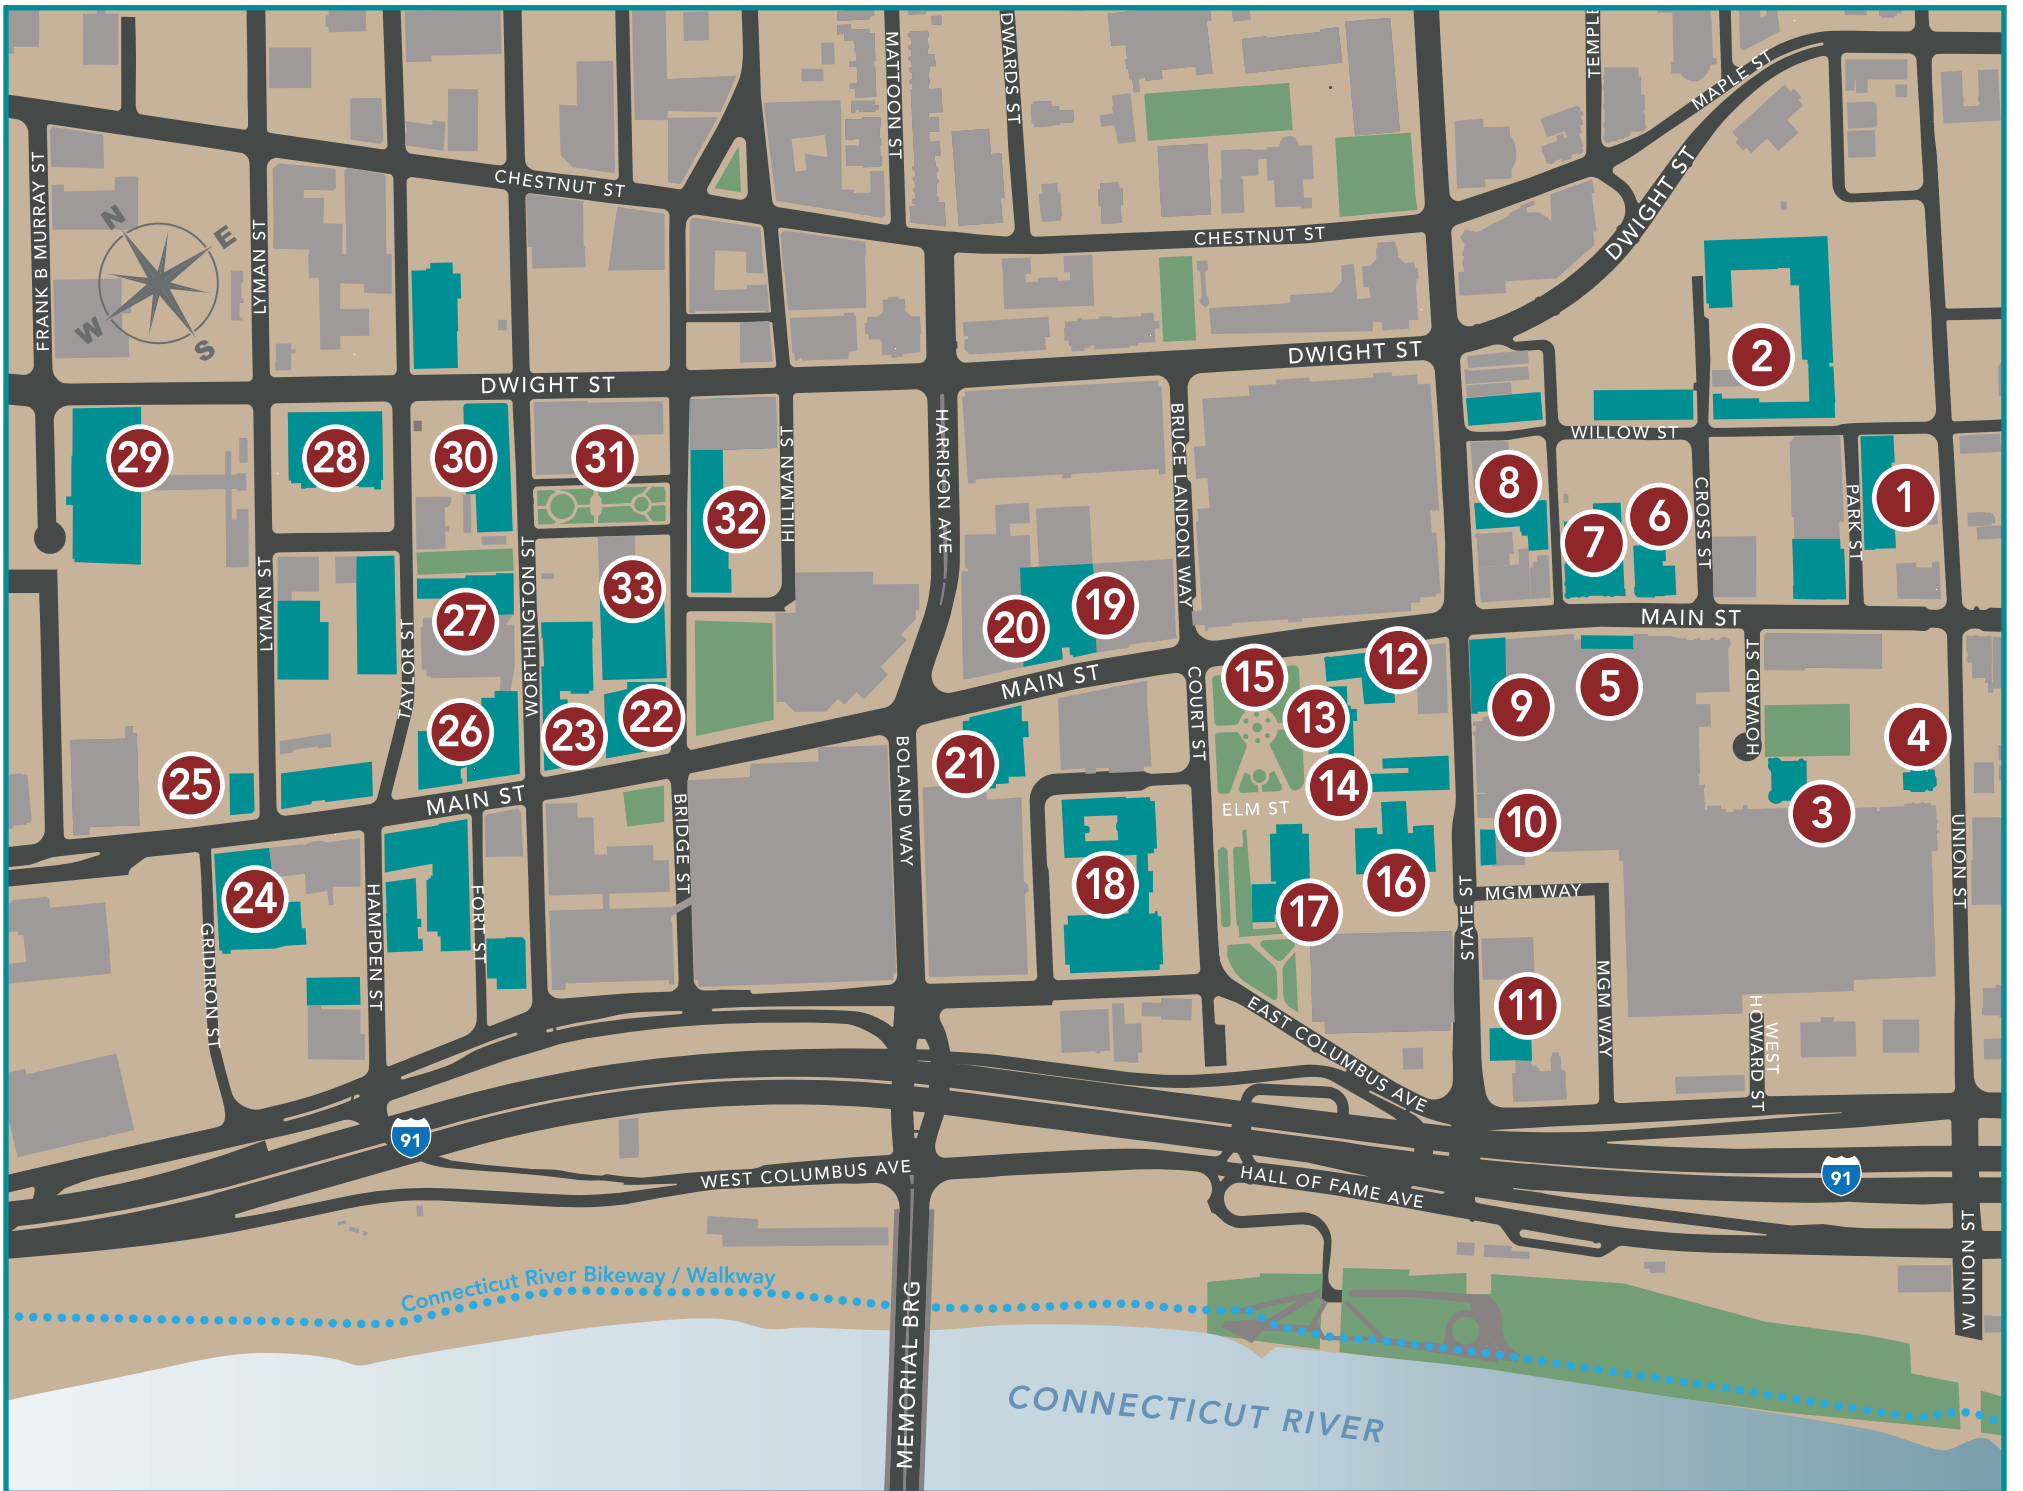 MATTOON ST
DWARDS ST
TEMPLE
MAPLE ST
FRANK B MURRAY ST
CHESTNUT ST
DWIGHT ST
N
E
W
S
LYMAN ST
CHESTNUT ST
DWIGHT ST
2
DWIGHT ST
HARRISON AVE
BRUCE LANDON WAY
HILLMAN ST
WILLOW ST
29
28
30
31
32
8
7
6
CROSS ST
PARK ST
1
LYMAN ST
TAYLOR ST
27
WORTHINGTON ST
33
20
19
MAIN ST
MAIN ST
COURT ST
15
12
13
14
ELM ST
9
5
HOWARD ST
4
3
10
26
23
22
21
25
MAIN ST
BRIDGE ST
BOLAND WAY
18
17
16
STATE ST
MGM WAY
MGM WAY
11
UNION ST
24
GRIDIRON ST
HAMPDEN ST
FORT ST
EAST COLUMBUS AVE
WEST
HOWARD ST
91
WEST COLUMBUS AVE
HALL OF FAME AVE
91
W UNION ST
Connecticut River Bikeway / Walkway
MEMORIAL BRG
CONNECTICUT RIVER